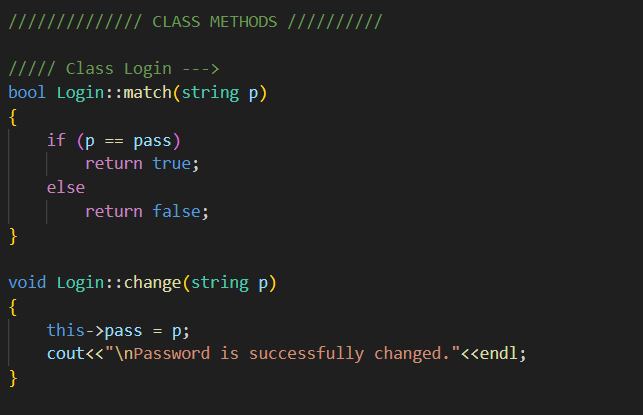 ////////////// CLASS METHODS //////////
///// Class Login --->
bool Login::match(string p)
{
    if (p == pass)
        return true;
    else
        return false;
}
void Login::change(string p)
{
    this->pass = p;
    cout<<"\nPassword is successfully changed."<<endl;
}